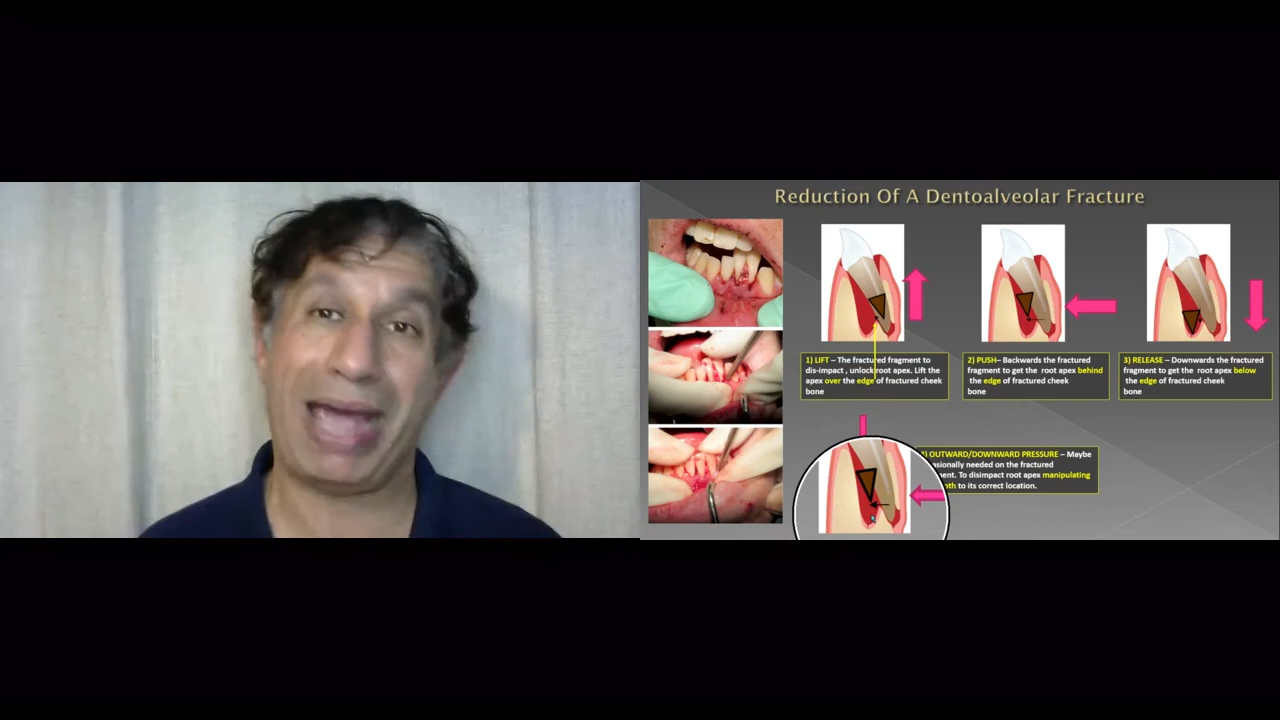 Reduction Of A Dentoalveolar Fracture
1) LIFT – The fractured fragment to
dis-impact , unlock root apex. Lift the
apex over the edge of fractured cheek
bone
2) PUSH– Backwards the fractured
fragment to get the root apex behind
the edge of fractured cheek
bone
3) RELEASE – Downwards the fractured
fragment to get the root apex below
the edge of fractured cheek
bone
OUTWARD/DOWNWARD PRESSURE – Maybe
needed on the fractured
To disimpact root apex manipulating
to its correct location.